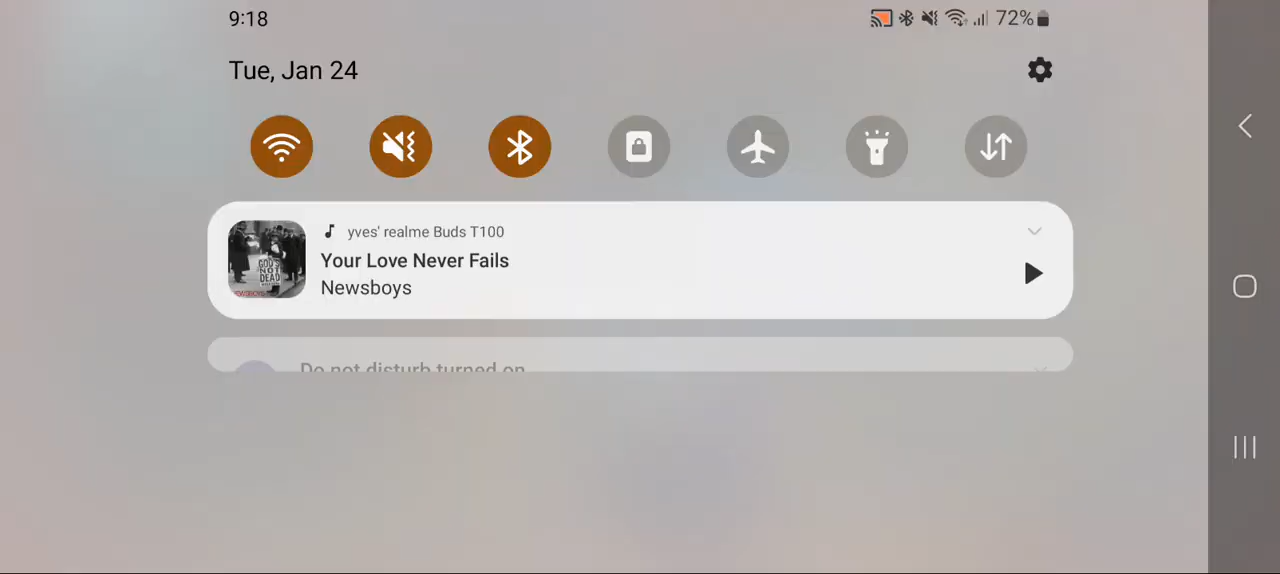 9:18
72%
Tue, Jan 24
yves' realme Buds T100
Your Love Never Fails
Newsboys
GOD'S
NOT
DEAD
NEWSBOYS
Do not disturb turned on